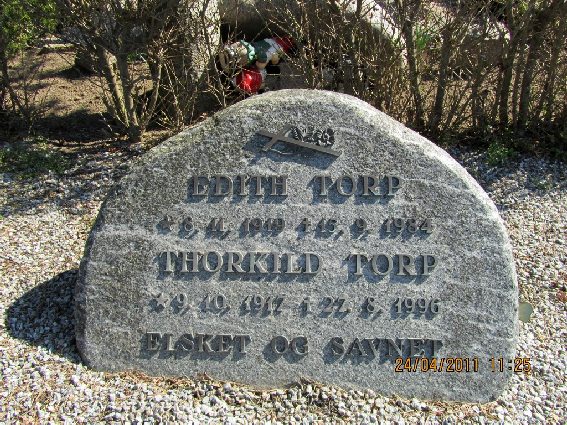 EDITH TORP
* 6. 11. 1919 † 15. 9. 1984
THORKILD TORP
* 9. 10. 1917 † 27. 6. 1996
ELSKET OG SAVNET
24/04/2011 11:25